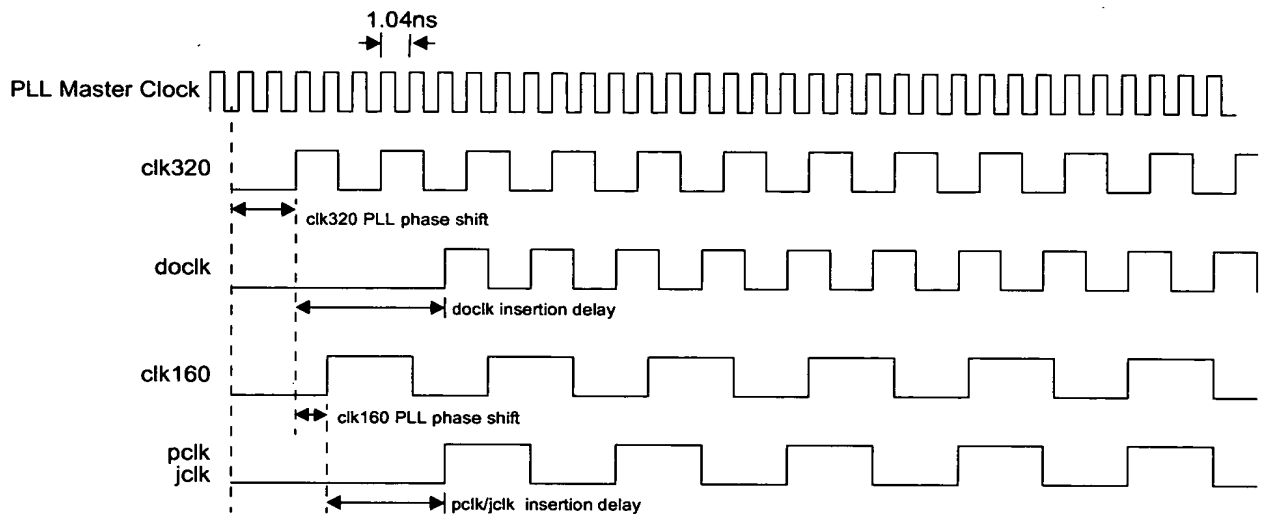 1.04ns
PLL Master Clock
clk320
clk320 PLL phase shift
doclk
doclk insertion delay
clk160
clk160 PLL phase shift
pclk
jclk
pclk/jclk insertion delay